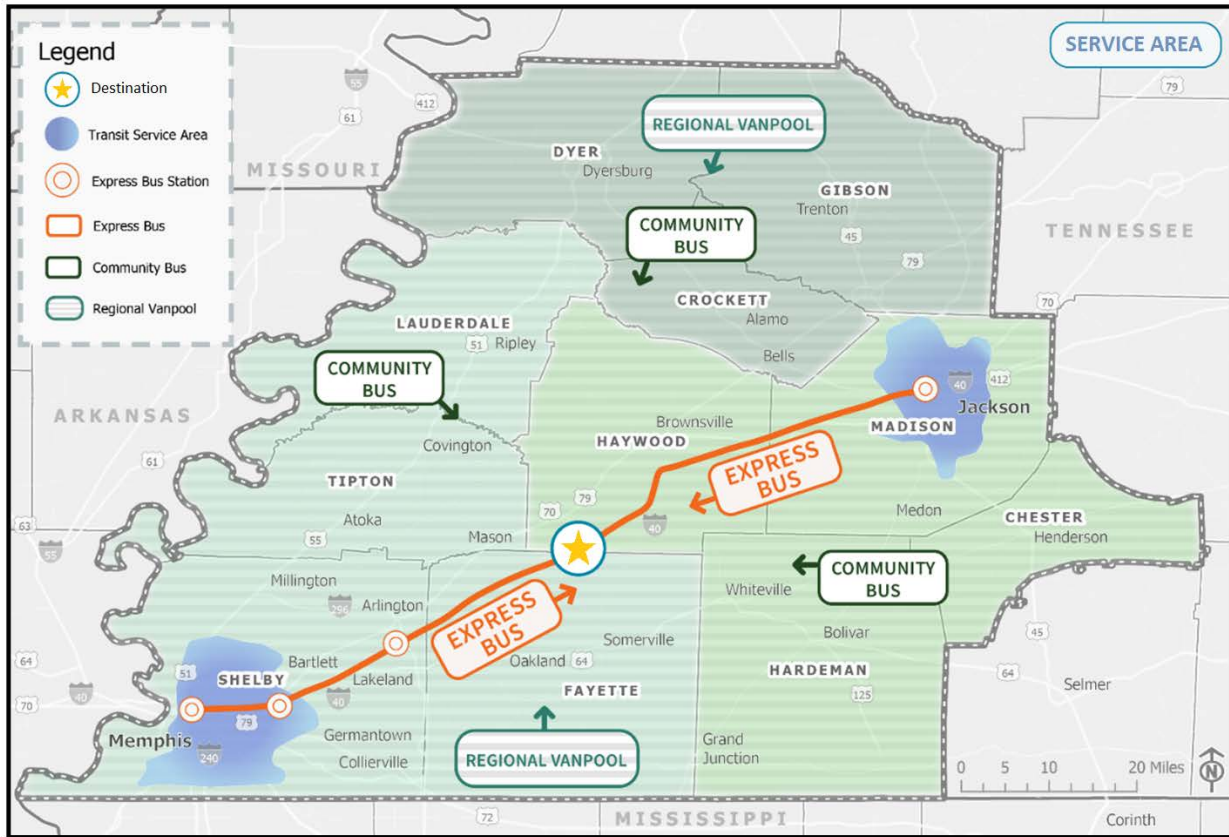 Legend
Destination
Transit Service Area
Express Bus Station
Express Bus
Community Bus
Regional Vanpool
SERVICE AREA
55
412
61
79
MISSOURI
REGIONAL VANPOOL
DYER
Dyersburg
GIBSON
Trenton
45
79
COMMUNITY
BUS
TENNESSEE
CROCKETT
Alamo
Bells
70
LAUDERDALE
51
Ripley
COMMUNITY
BUS
ARKANSAS
61
40
412
Jackson
MADISON
Brownsville
HAYWOOD
Covington
EXPRESS
BUS
TIPTON
Atoka
79
70
40
Medon
CHESTER
Henderson
63
55
55
Mason
Millington
296
Arlington
COMMUNITY
BUS
Whiteville
EXPRESS
BUS
45
64
Bolivar
Somerville
Oakland
64
64
Selmer
Bartlett
51
SHELBY
Lakeland
40
40
70
79
FAYETTE
HARDEMAN
125
Memphis
240
Germantown
Collierville
REGIONAL VANPOOL
Grand
Junction
0 5 10 20 Miles
N
72
MISSISSIPPI
Corinth